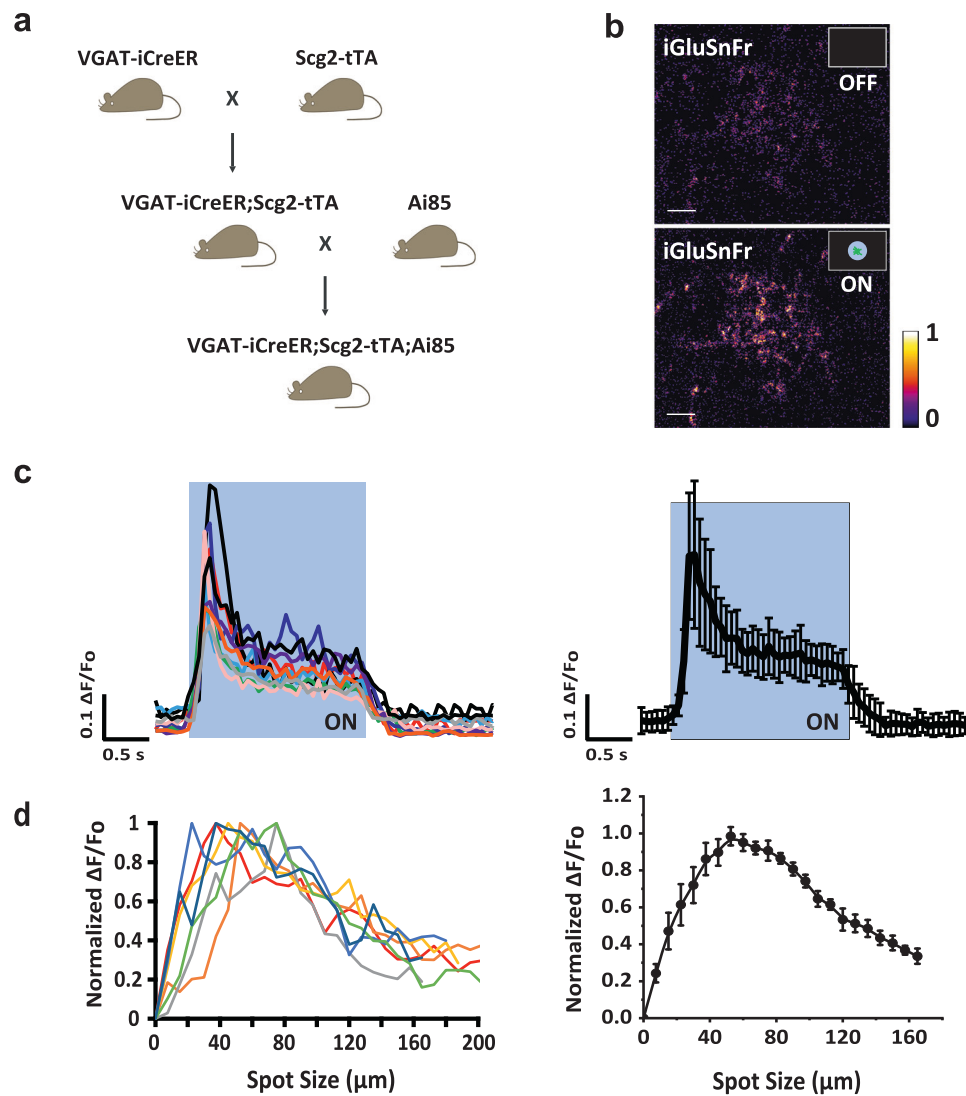 a
VGAT-iCreER
Scg2-tTA
X
VGAT-iCreER;Scg2-tTA
Ai85
X
VGAT-iCreER;Scg2-tTA;Ai85
b
iGluSnFr
OFF
iGluSnFr
ON
1
0
c
0.1 ΔF/Fo
0.5 s
ON
0.1 ΔF/Fo
0.5 s
ON
d
Normalized ΔF/Fo
1
0.8
0.6
0.4
0.2
0
0
40
80
120
160
200
Spot Size (μm)
Normalized ΔF/Fo
1.2
1.0
0.8
0.6
0.4
0.2
0.0
0
40
80
120
160
Spot Size (μm)